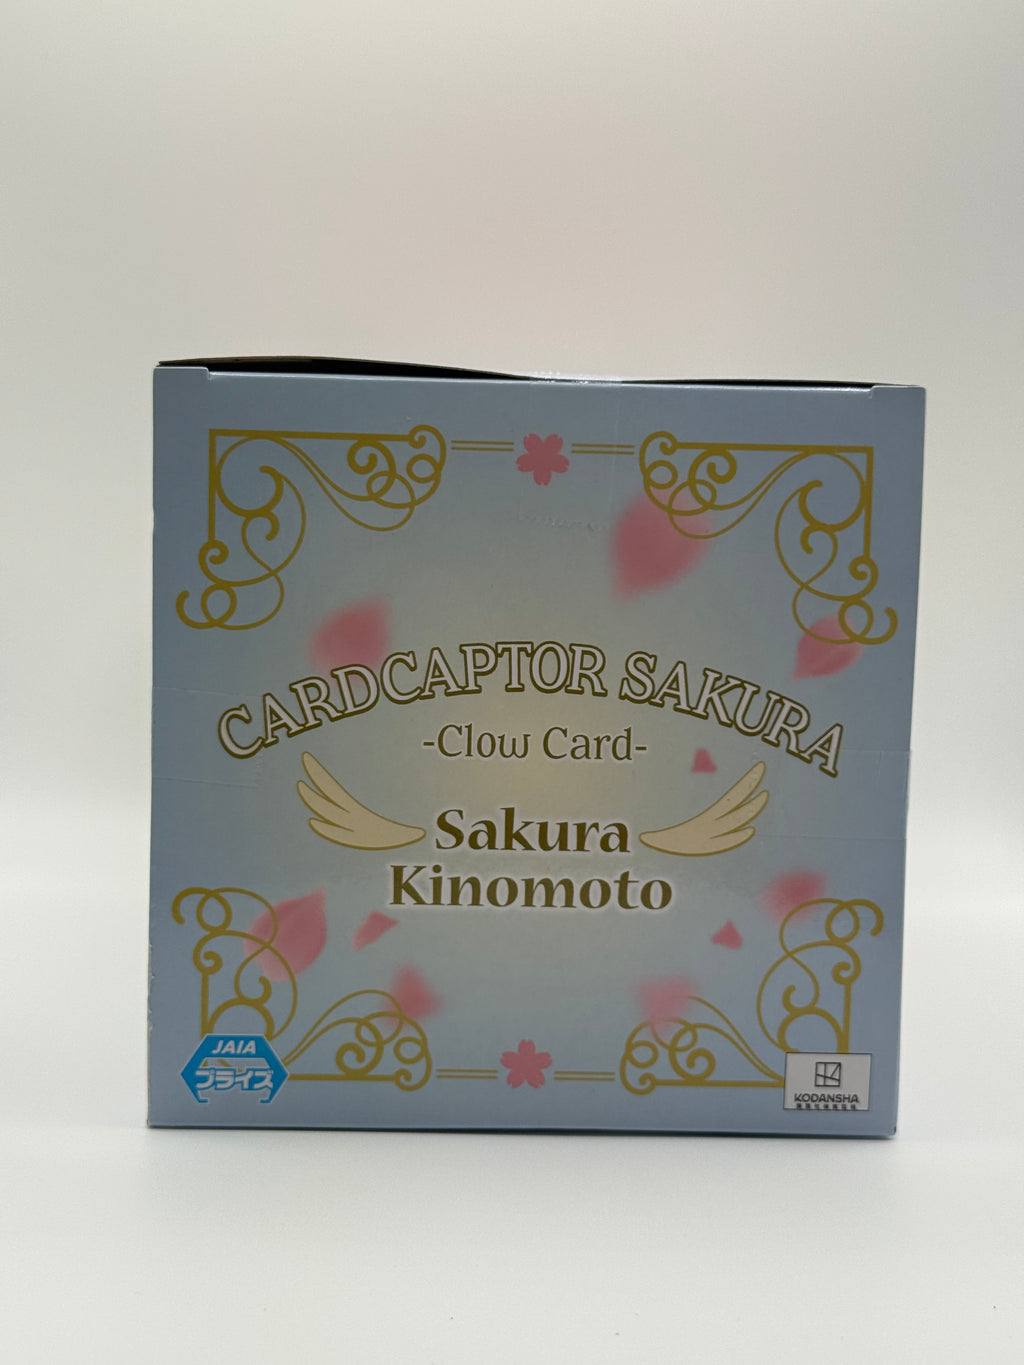 CARDCAPTOR SAKURA
-Clow Card-
Sakura
Kinomoto
JAIA
プライズ
KODANSHA